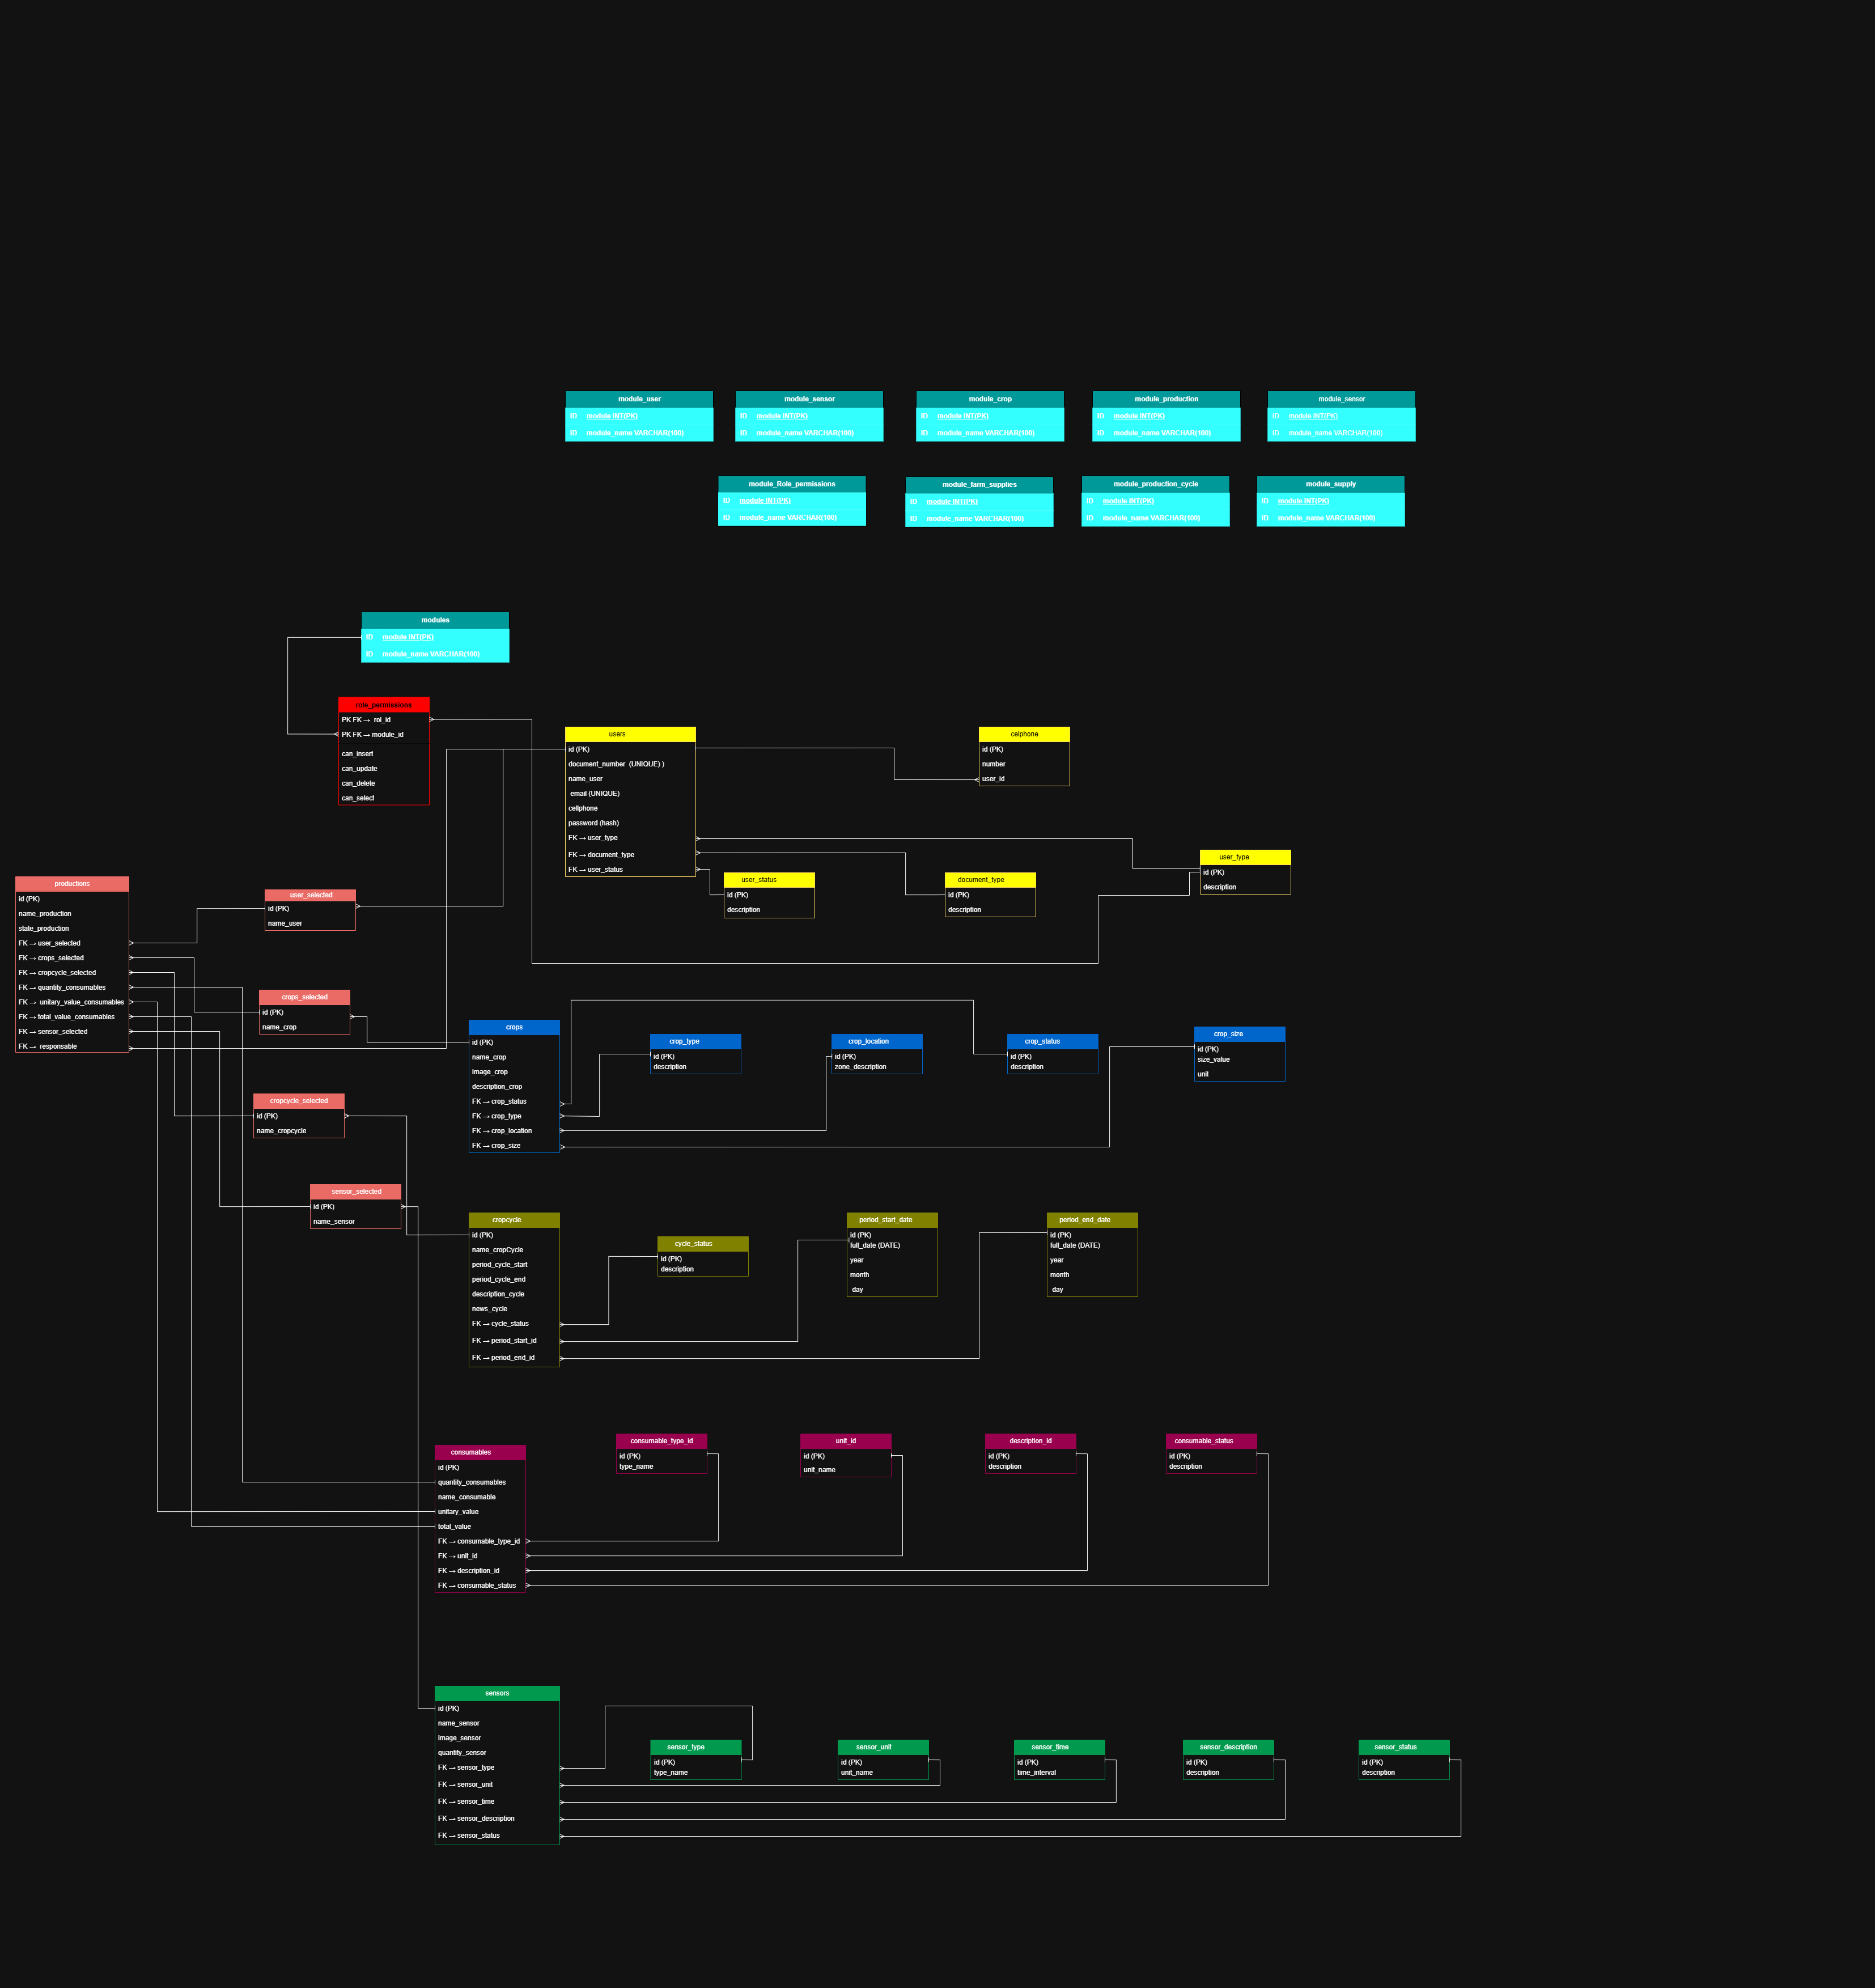 module_user
ID module INT(PK)
ID module_name VARCHAR(100)
module_sensor
ID module INT(PK)
ID module_name VARCHAR(100)
module_crop
ID module INT(PK)
ID module_name VARCHAR(100)
module_production
ID module INT(PK)
ID module_name VARCHAR(100)
module_sensor
ID module INT(PK)
ID module_name VARCHAR(100)
module_Role_permissions
ID module INT(PK)
ID module_name VARCHAR(100)
module_farm_supplies
ID module INT(PK)
ID module_name VARCHAR(100)
module_production_cycle
ID module INT(PK)
ID module_name VARCHAR(100)
module_supply
ID module INT(PK)
ID module_name VARCHAR(100)
modules
ID module INT(PK)
ID module_name VARCHAR(100)
role_permissions
PK FK → rol_id
PK FK → module_id
can_insert
can_update
can_delete
can_select
users
id (PK)
document_number (UNIQUE) )
name_user
email (UNIQUE)
cellphone
password (hash)
FK → user_type
FK → document_type
FK → user_status
celphone
id (PK)
number
user_id
user_type
id (PK)
description
user_status
id (PK)
description
document_type
id (PK)
description
productions
id (PK)
name_production
state_production
FK → user_selected
FK → crops_selected
FK → cropcycle_selected
FK → quantity_consumables
FK → unitary_value_consumables
FK → total_value_consumables
FK → sensor_selected
FK → responsable
user_selected
id (PK)
name_user
crops_selected
id (PK)
name_crop
cropcycle_selected
id (PK)
name_cropcycle
sensor_selected
id (PK)
name_sensor
crops
id (PK)
name_crop
image_crop
description_crop
FK → crop_status
FK → crop_type
FK → crop_location
FK → crop_size
crop_type
id (PK)
description
crop_location
id (PK)
zone_description
crop_status
id (PK)
description
crop_size
id (PK)
size_value
unit
cropcycle
id (PK)
name_cropCycle
period_cycle_start
period_cycle_end
description_cycle
news_cycle
FK → cycle_status
FK → period_start_id
FK → period_end_id
cycle_status
id (PK)
description
period_start_date
id (PK)
full_date (DATE)
year
month
day
period_end_date
id (PK)
full_date (DATE)
year
month
day
consumables
id (PK)
quantity_consumables
name_consumable
unitary_value
total_value
FK → consumable_type_id
FK → unit_id
FK → description_id
FK → consumable_status
consumable_type_id
id (PK)
type_name
unit_id
id (PK)
unit_name
description_id
id (PK)
description
consumable_status
id (PK)
description
sensors
id (PK)
name_sensor
image_sensor
quantity_sensor
FK → sensor_type
FK → sensor_unit
FK → sensor_time
FK → sensor_description
FK → sensor_status
sensor_type
id (PK)
type_name
sensor_unit
id (PK)
unit_name
sensor_time
id (PK)
time_interval
sensor_description
id (PK)
description
sensor_status
id (PK)
description